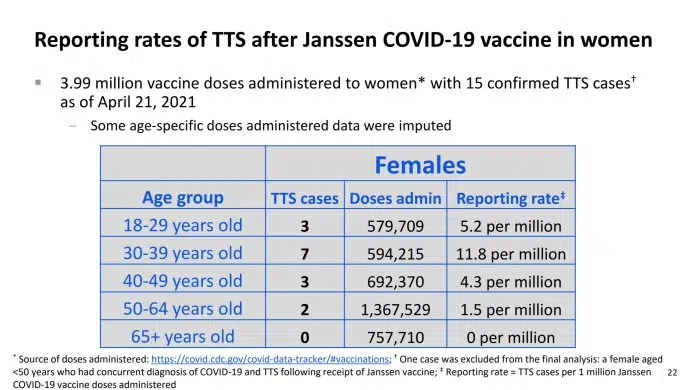 Reporting rates of TTS after Janssen COVID-19 vaccine in women
▪ 3.99 million vaccine doses administered to women* with 15 confirmed TTS cases†
as of April 21, 2021
– Some age-specific doses administered data were imputed
Females
Age group TTS cases Doses admin Reporting rate‡
18-29 years old 3 579,709 5.2 per million
30-39 years old 7 594,215 11.8 per million
40-49 years old 3 692,370 4.3 per million
50-64 years old 2 1,367,529 1.5 per million
65+ years old 0 757,710 0 per million
* Source of doses administered: https://covid.cdc.gov/covid-data-tracker/#vaccinations; † One case was excluded from the final analysis: a female aged
<50 years who had concurrent diagnosis of COVID-19 and TTS following receipt of Janssen vaccine; ‡ Reporting rate = TTS cases per 1 million Janssen
COVID-19 vaccine doses administered
22